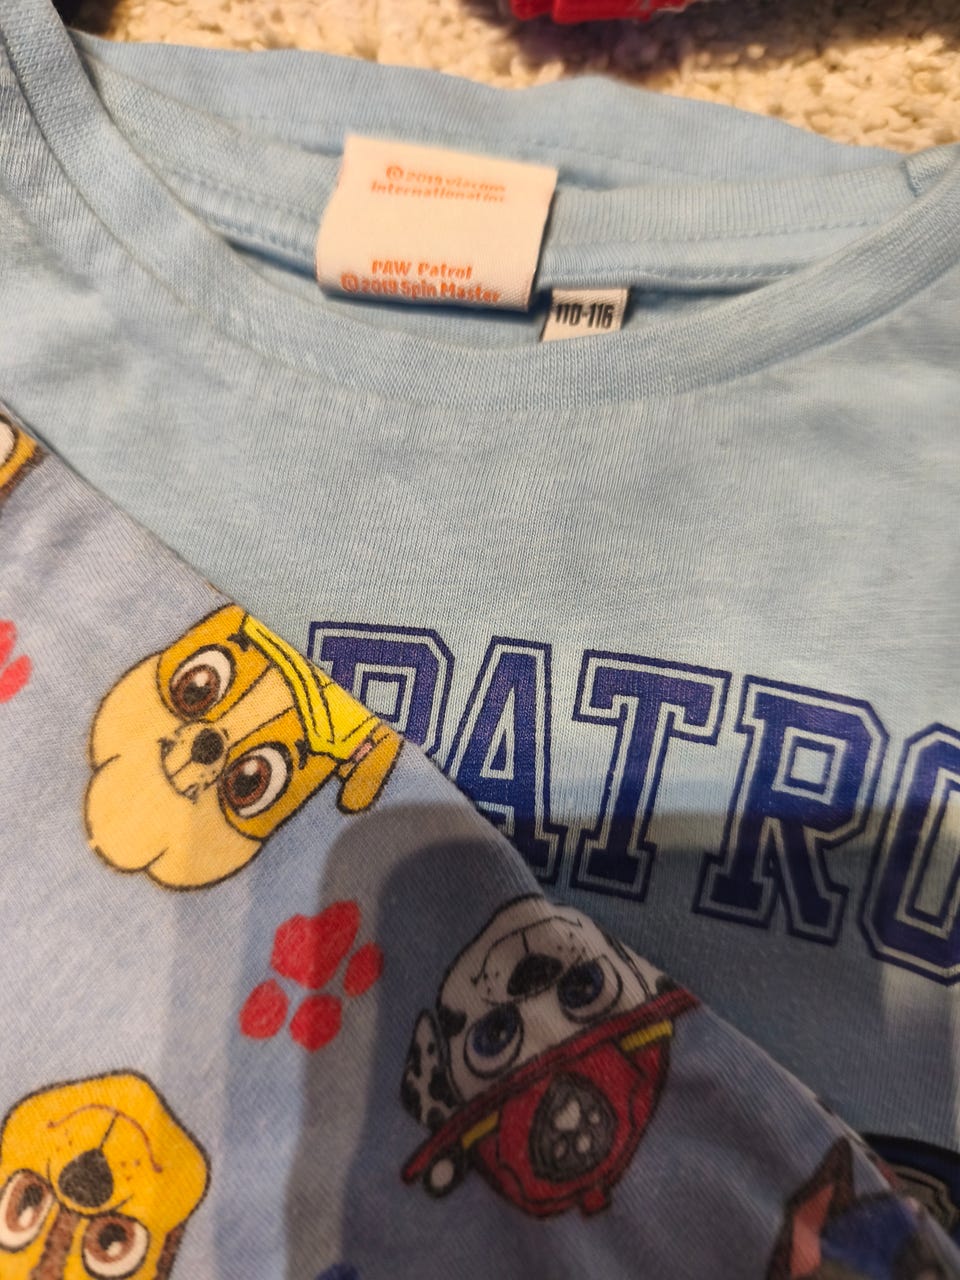 ©2019 Viacom
International Inc
PAW Patrol
©2019 Spin Master
110-116
PATRO